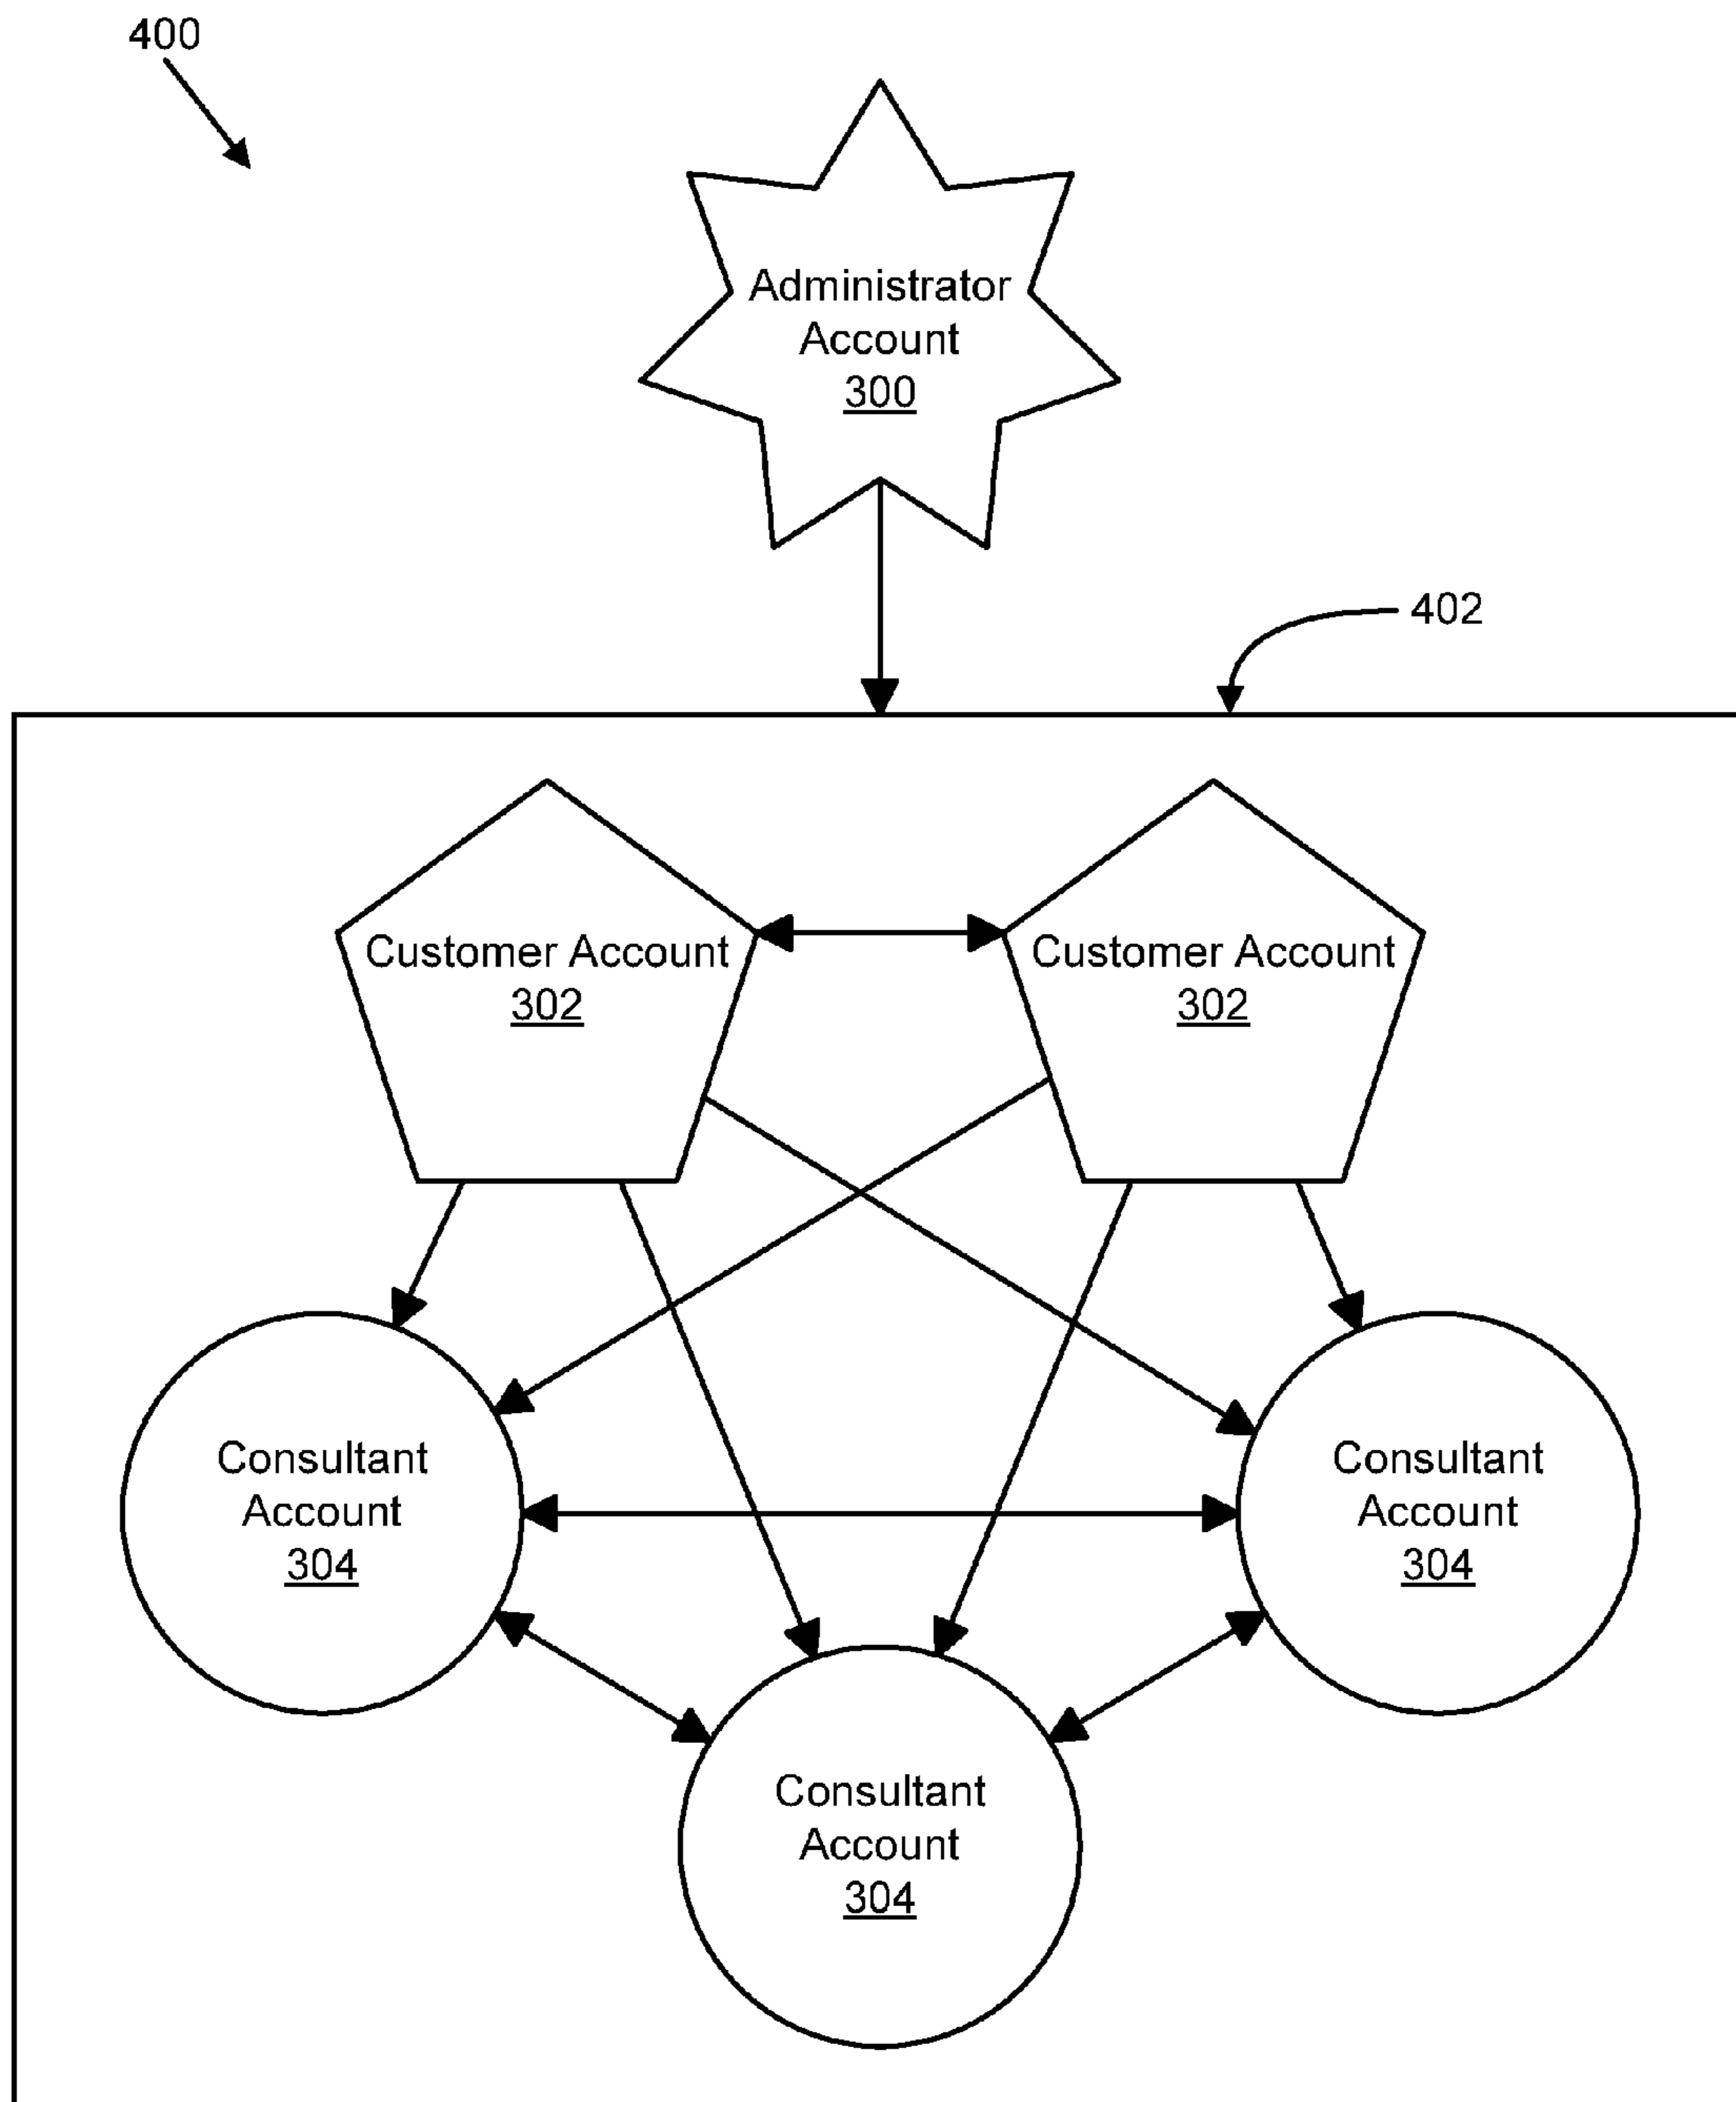 400
Administrator
Account
300
402
Customer Account
302
Customer Account
302
Consultant
Account
304
Consultant
Account
304
Consultant
Account
304